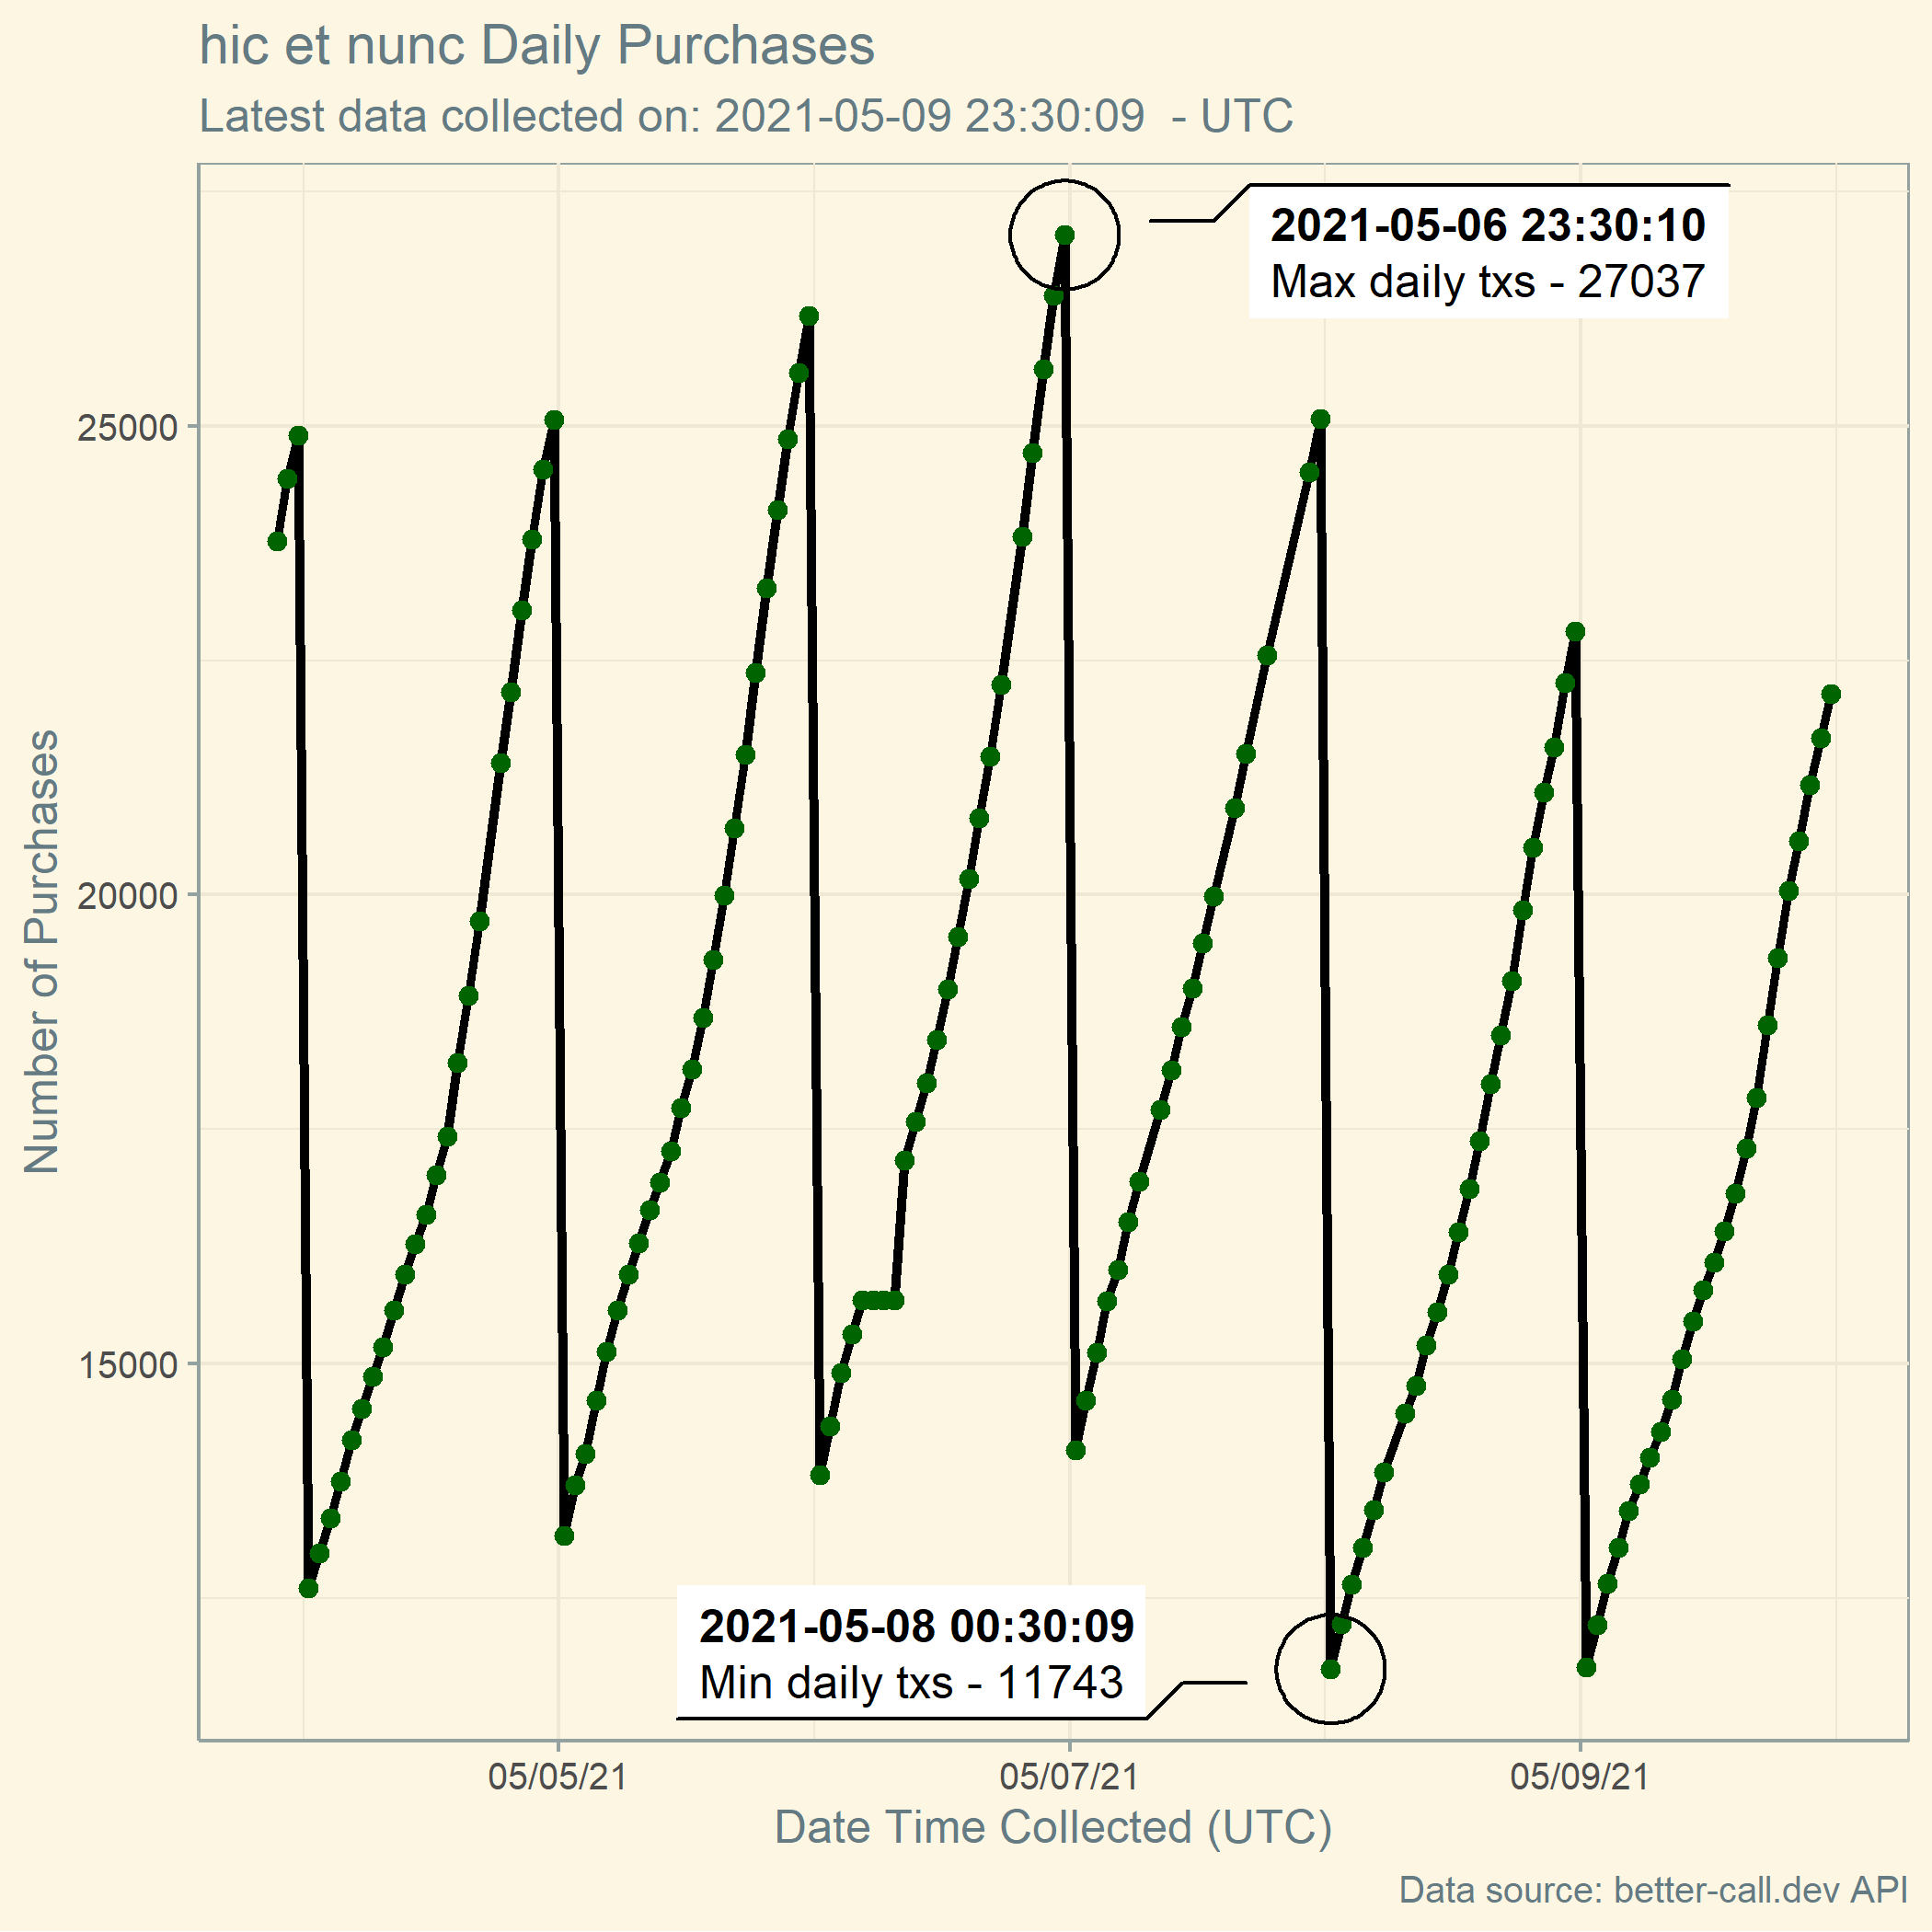 hic et nunc Daily Purchases
Latest data collected on: 2021-05-09 23:30:09  - UTC
2021-05-06 23:30:10
Max daily txs - 27037
25000
20000
15000
Number of Purchases
2021-05-08 00:30:09
Min daily txs - 11743
05/05/21
05/07/21
05/09/21
Date Time Collected (UTC)
Data source: better-call.dev API